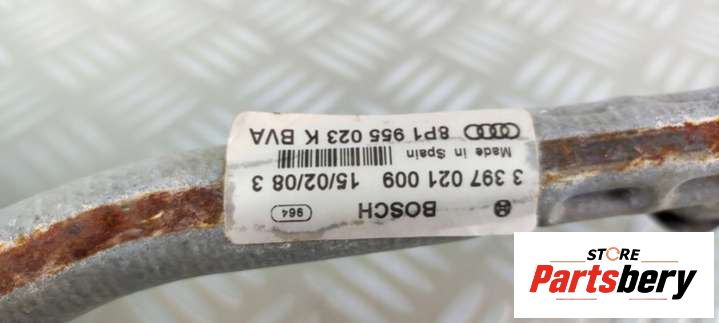 BOSCH 964
3 397 021 009 15/02/08 3
Made in Spain
8P1 955 023 K BVA
STORE
Partsbery